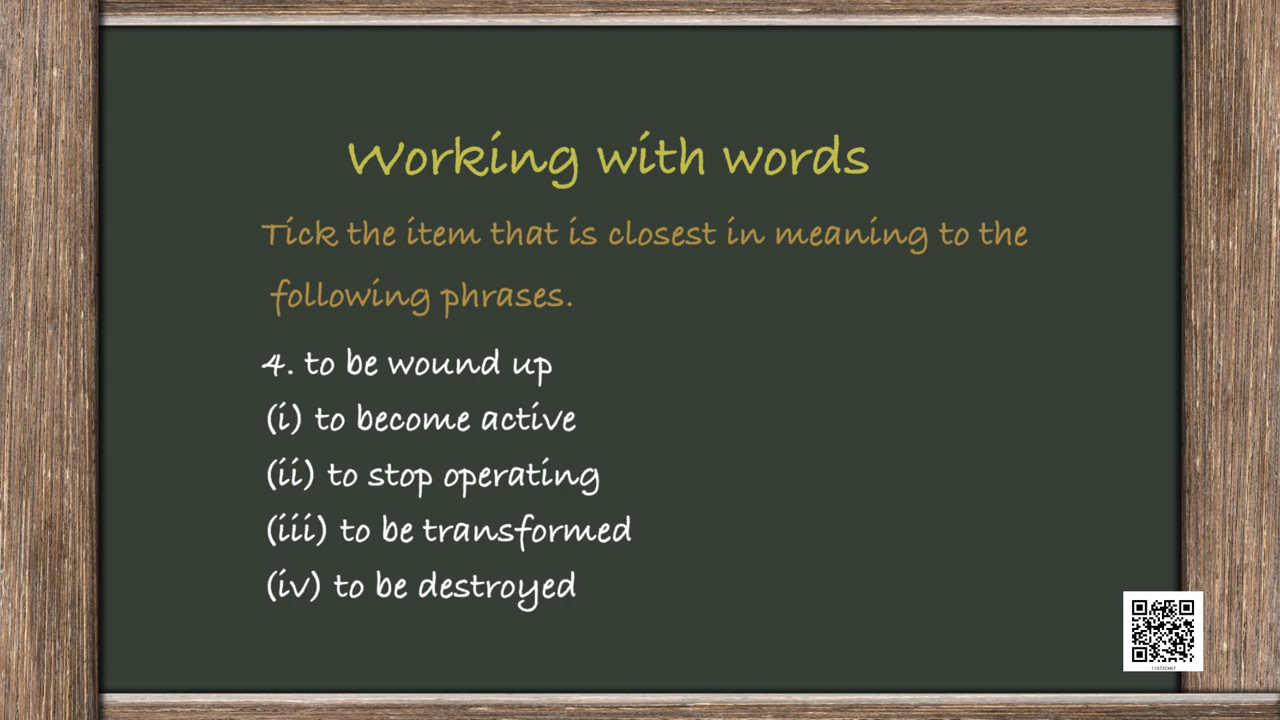 Working with words
Tick the item that is closest in meaning to the
following phrases.
4. to be wound up
(i) to become active
(ii) to stop operating
(iii) to be transformed
(iv) to be destroyed